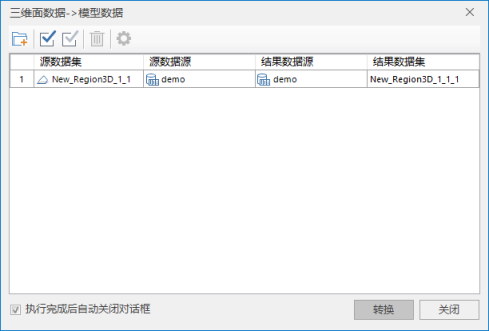 三维面数据->模型数据
源数据集 源数据源 结果数据源 结果数据集
1 New_Region3D_1_1 demo demo New_Region3D_1_1_1
执行完成后自动关闭对话框 转换 关闭